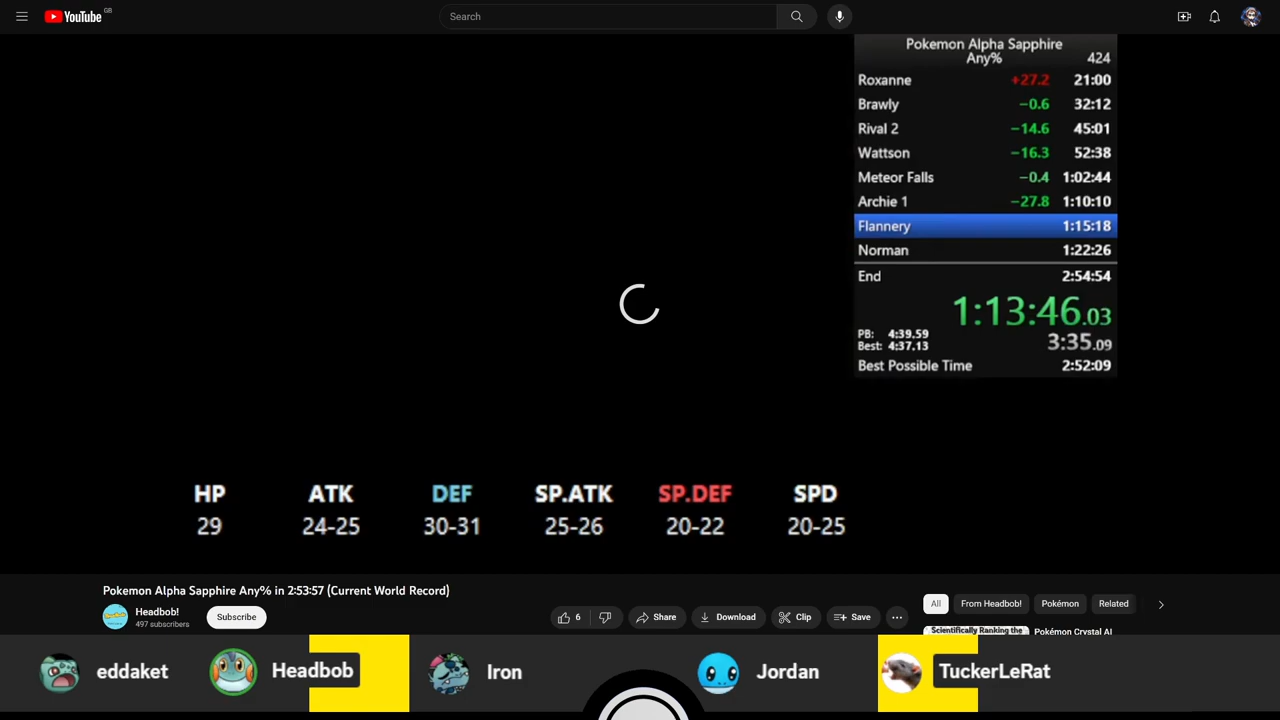 YouTube GB
Search
Pokemon Alpha Sapphire
Any% 424
Roxanne +27.2 21:00
Brawly −0.6 32:12
Rival 2 −14.6 45:01
Wattson −16.3 52:38
Meteor Falls −0.4 1:02:44
Archie 1 −27.8 1:10:10
Flannery 1:15:18
Norman 1:22:26
End 2:54:54
1:13:46.03
PB: 4:39.59
Best: 4:37.13 3:35.09
Best Possible Time 2:52:09
HP ATK DEF SP.ATK SP.DEF SPD
29 24-25 30-31 25-26 20-22 20-25
Pokemon Alpha Sapphire Any% in 2:53:57 (Current World Record)
Headbob!
497 subscribers
Subscribe
6 Share Download Clip Save
All From Headbob! Pokémon Related
Scientifically Ranking the Pokémon Crystal AI
eddaket Headbob Iron Jordan TuckerLeRat